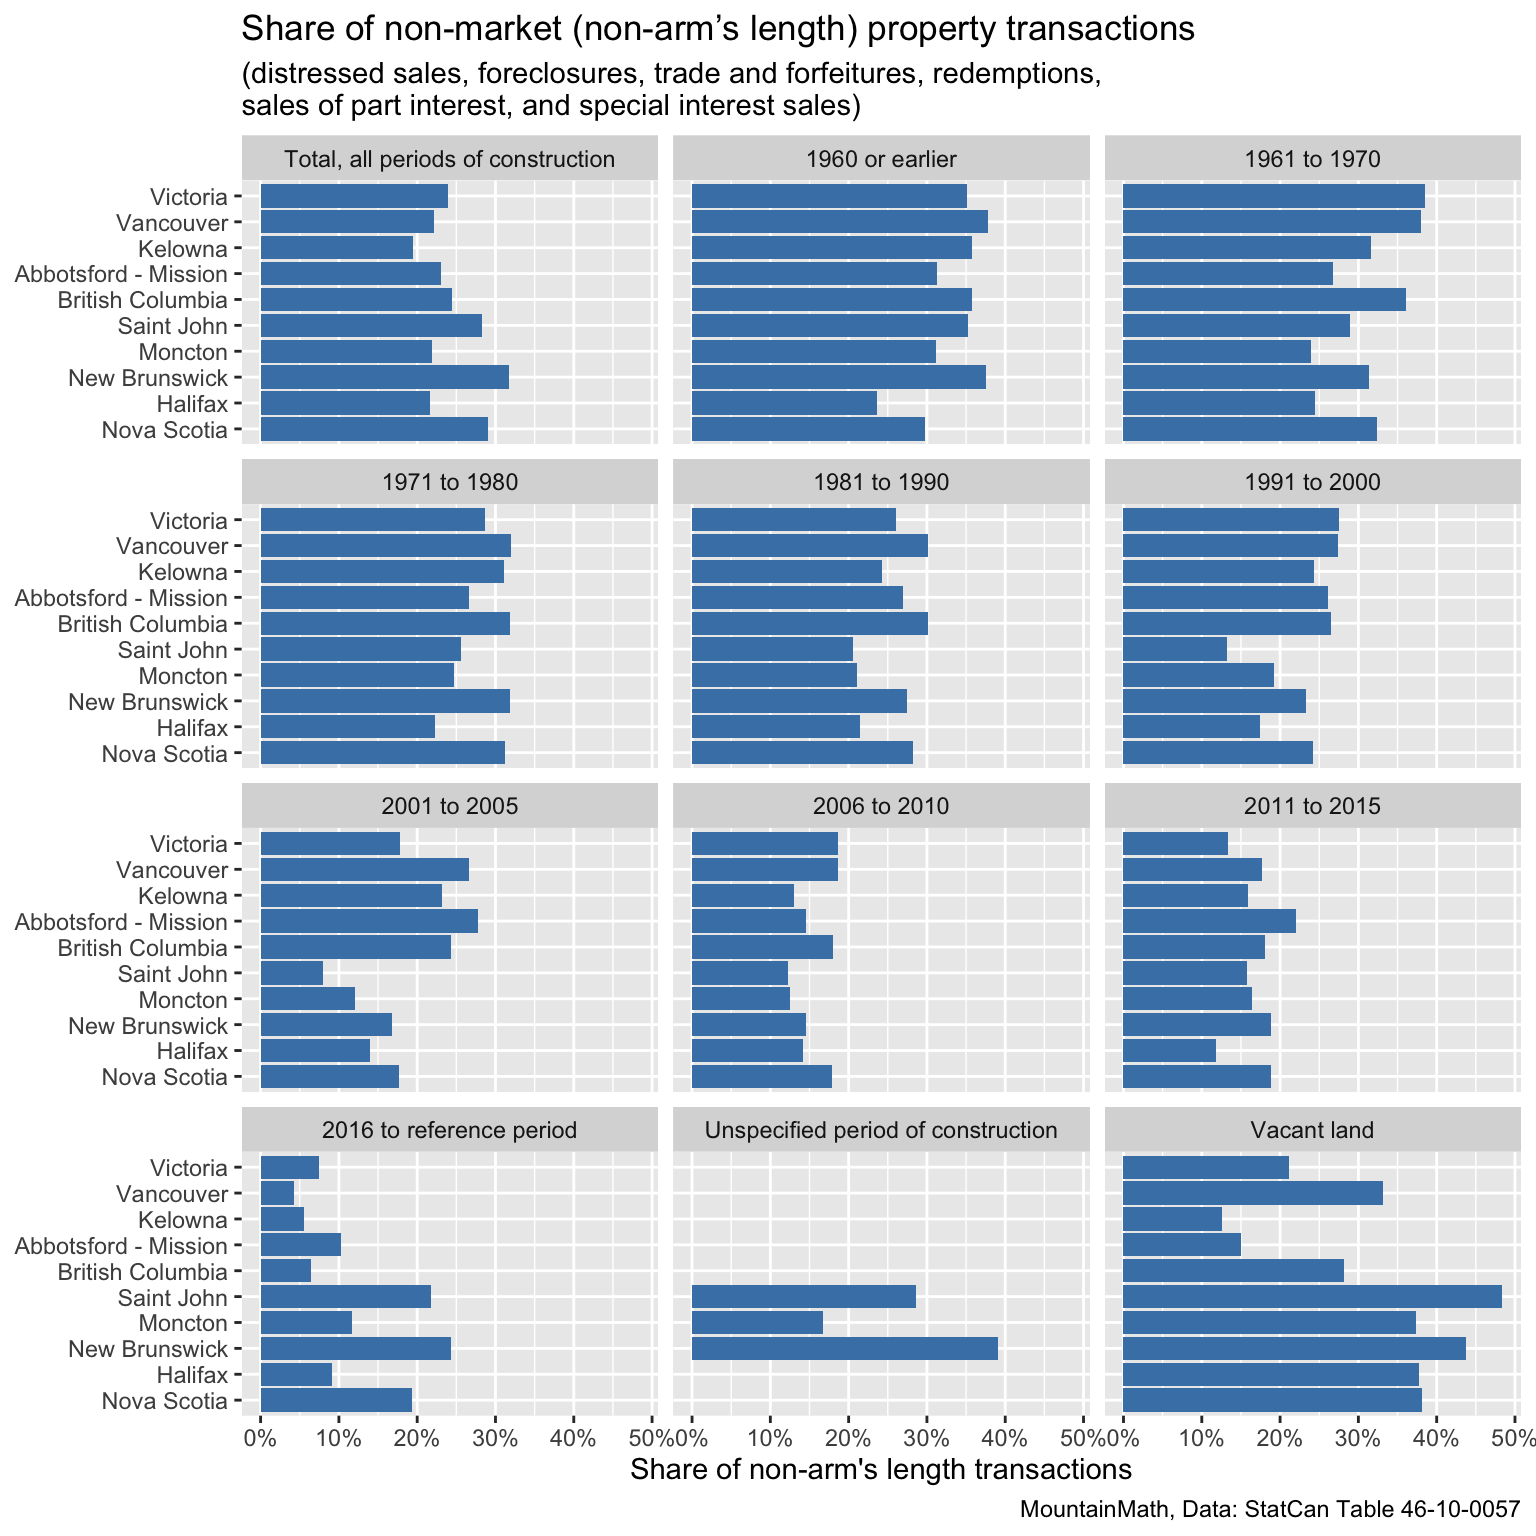 Share of non-market (non-arm’s length) property transactions
(distressed sales, foreclosures, trade and forfeitures, redemptions,
sales of part interest, and special interest sales)
Total, all periods of construction
1960 or earlier
1961 to 1970
Victoria
Vancouver
Kelowna
Abbotsford - Mission
British Columbia
Saint John
Moncton
New Brunswick
Halifax
Nova Scotia
1971 to 1980
1981 to 1990
1991 to 2000
Victoria
Vancouver
Kelowna
Abbotsford - Mission
British Columbia
Saint John
Moncton
New Brunswick
Halifax
Nova Scotia
2001 to 2005
2006 to 2010
2011 to 2015
Victoria
Vancouver
Kelowna
Abbotsford - Mission
British Columbia
Saint John
Moncton
New Brunswick
Halifax
Nova Scotia
2016 to reference period
Unspecified period of construction
Vacant land
Victoria
Vancouver
Kelowna
Abbotsford - Mission
British Columbia
Saint John
Moncton
New Brunswick
Halifax
Nova Scotia
0% 10% 20% 30% 40% 50% 0% 10% 20% 30% 40% 50% 0% 10% 20% 30% 40% 50%
Share of non-arm's length transactions
MountainMath, Data: StatCan Table 46-10-0057